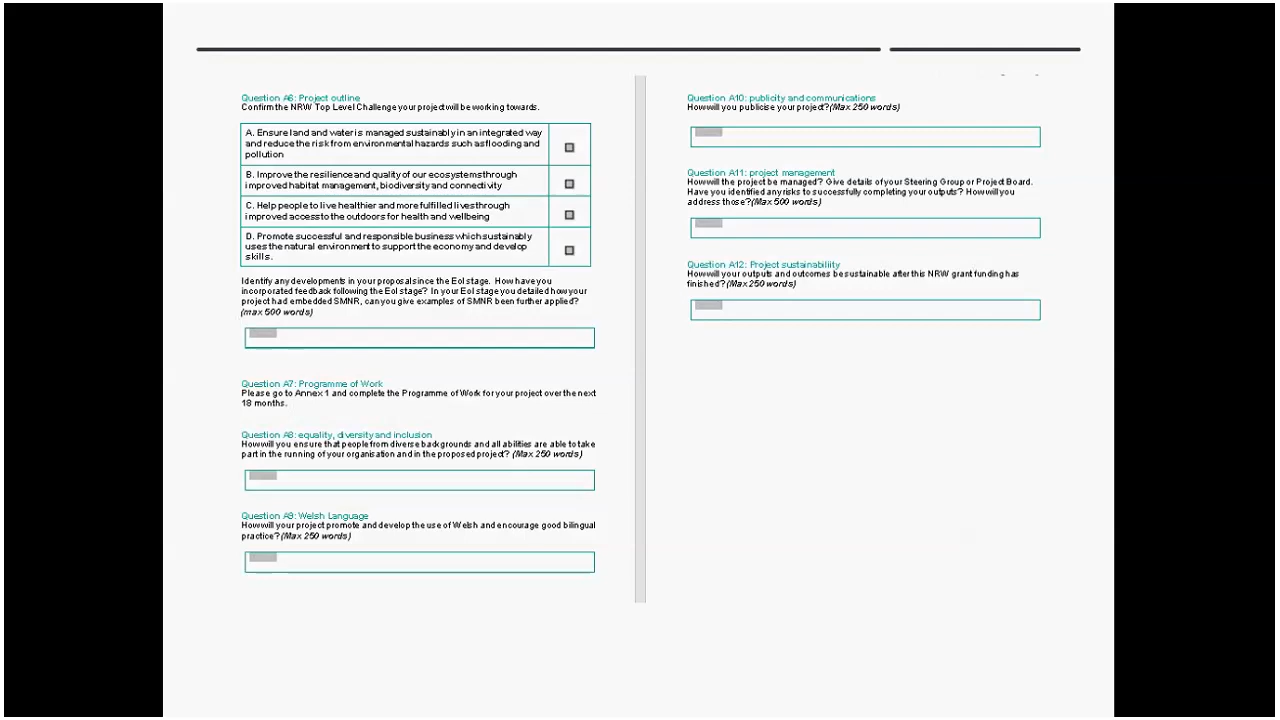 Question A6: Project outline
Confirm the NRW Top Level Challenge your project will be working towards.
A. Ensure land and water is managed sustainably in an integrated way
and reduce the risk from environmental hazards such as flooding and
pollution
B. Improve the resilience and quality of our ecosystems through
improved habitat management, biodiversity and connectivity
C. Help people to live healthier and more fulfilled lives through
improved access to the outdoors for health and wellbeing
D. Promote successful and responsible business which sustainably
uses the natural environment to support the economy and develop
skills.
Identify any developments in your proposal since the EoI stage. How have you
incorporated feedback following the EoI stage? In your EoI stage you detailed how your
project had embedded SMNR, can you give examples of SMNR been further applied?
(max 500 words)
Question A7: Programme of Work
Please go to Annex 1 and complete the Programme of Work for your project over the next
18 months.
Question A8: equality, diversity and inclusion
How will you ensure that people from diverse backgrounds and all abilities are able to take
part in the running of your organisation and in the proposed project? (Max 250 words)
Question A9: Welsh Language
How will your project promote and develop the use of Welsh and encourage good bilingual
practice? (Max 250 words)
Question A10: publicity and communications
How will you publicise your project? (Max 250 words)
Question A11: project management
How will the project be managed? Give details of your Steering Group or Project Board.
Have you identified any risks to successfully completing your outputs? How will you
address those? (Max 500 words)
Question A12: Project sustainability
How will your outputs and outcomes be sustainable after this NRW grant funding has
finished? (Max 250 words)